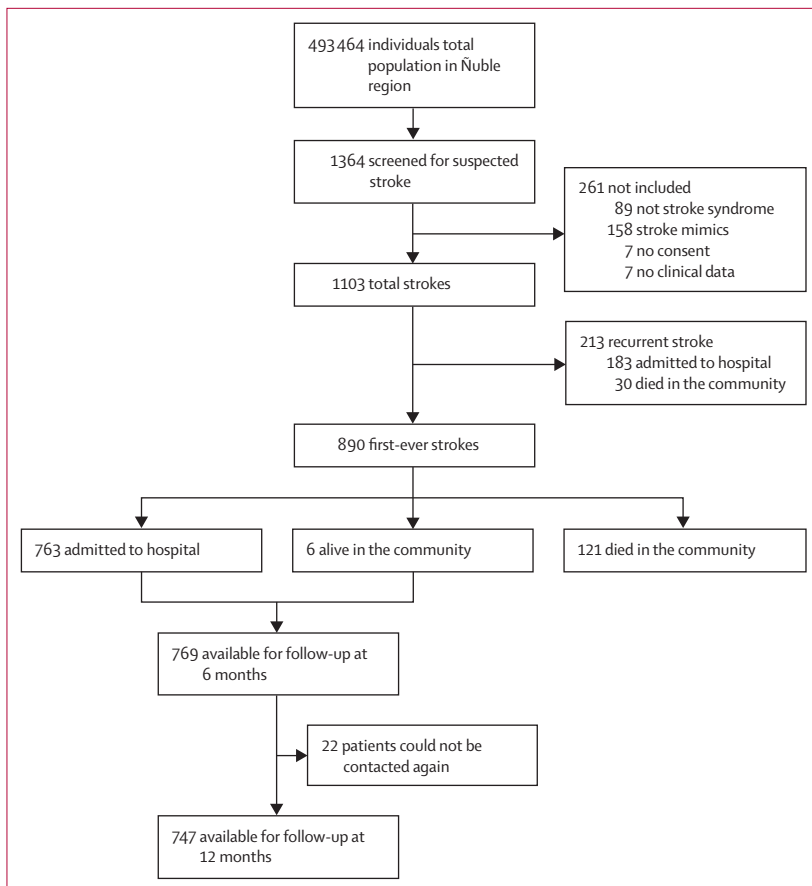 493 464 individuals total
population in Ñuble
region
1364 screened for suspected
stroke
261 not included
89 not stroke syndrome
158 stroke mimics
7 no consent
7 no clinical data
1103 total strokes
213 recurrent stroke
183 admitted to hospital
30 died in the community
890 first-ever strokes
763 admitted to hospital
6 alive in the community
121 died in the community
769 available for follow-up at
6 months
22 patients could not be
contacted again
747 available for follow-up at
12 months